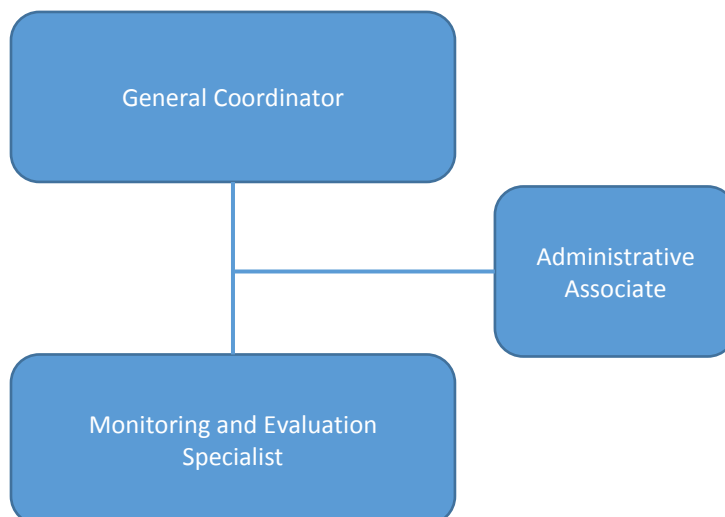 General Coordinator
Administrative
Associate
Monitoring and Evaluation
Specialist